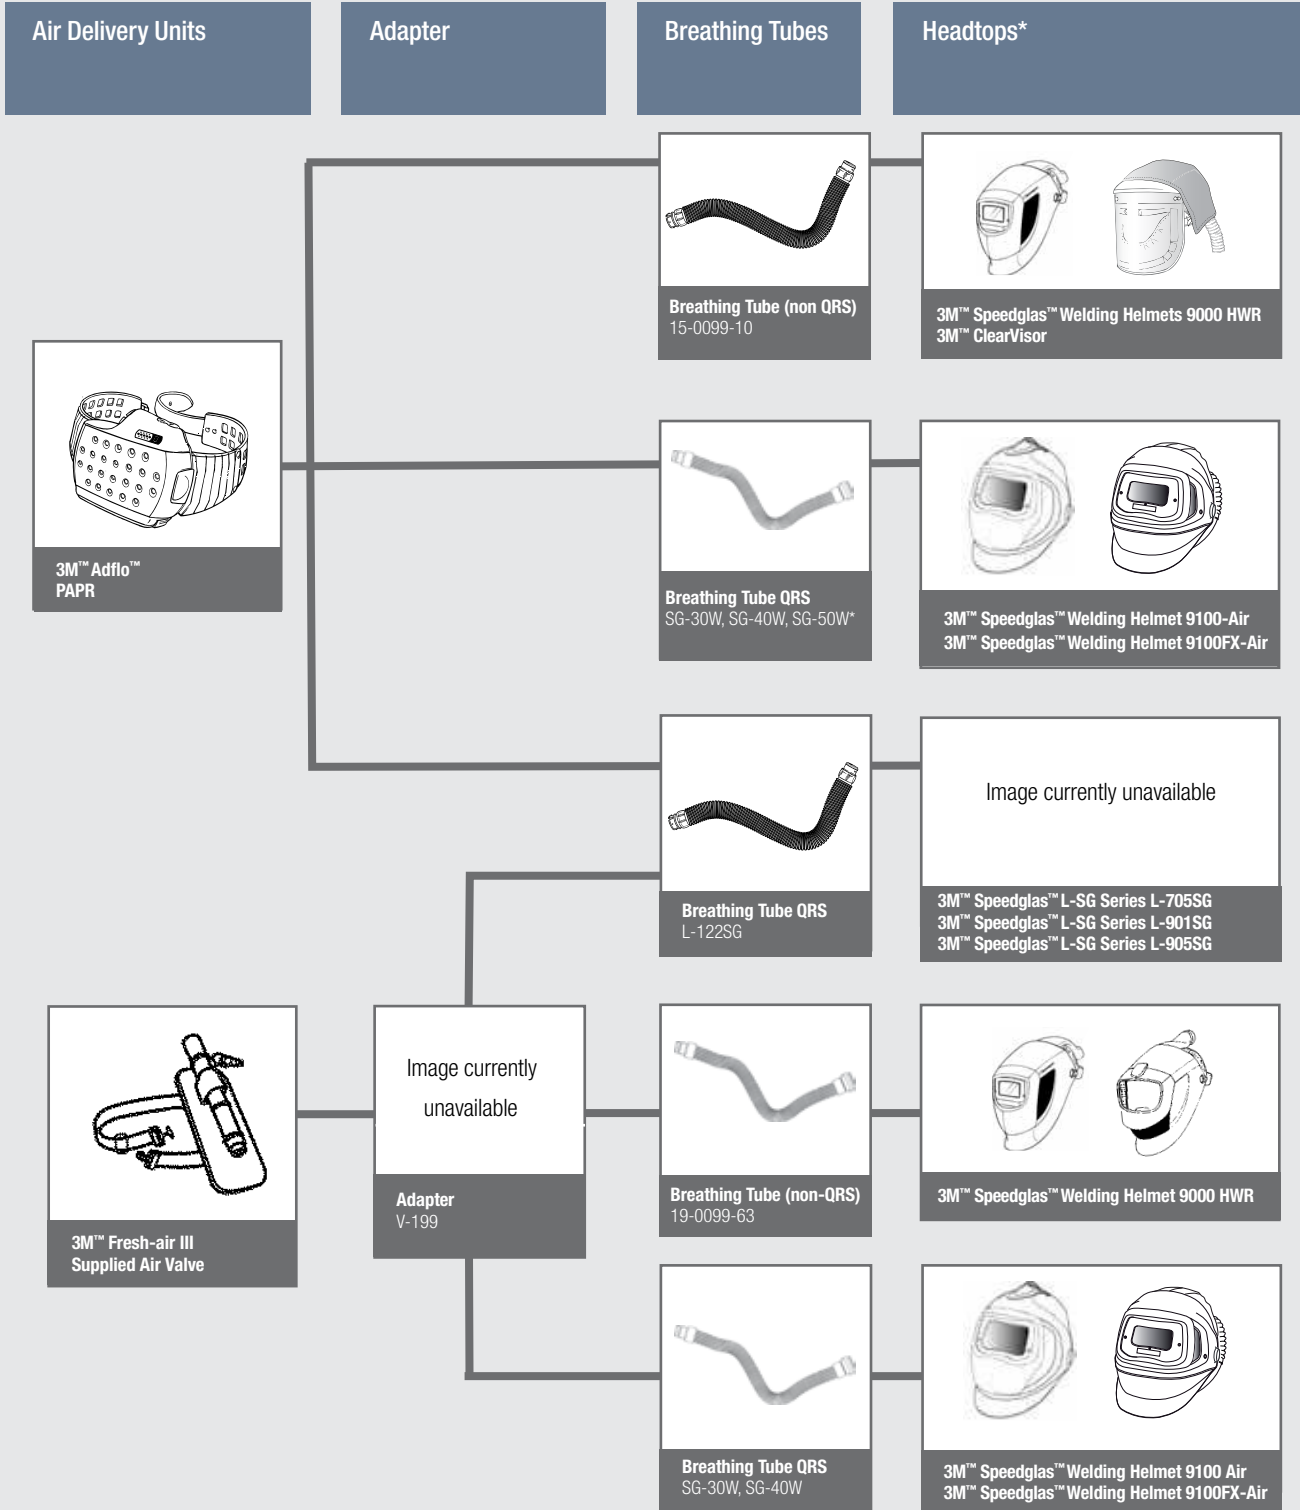 Air Delivery Units
Adapter
Breathing Tubes
Headtops*
Breathing Tube (non QRS)
15-0099-10
3M™ Speedglas™ Welding Helmets 9000 HWR
3M™ ClearVisor
3M™ Adflo™
PAPR
Breathing Tube QRS
SG-30W, SG-40W, SG-50W*
3M™ Speedglas™ Welding Helmet 9100-Air
3M™ Speedglas™ Welding Helmet 9100FX-Air
Breathing Tube QRS
L-122SG
Image currently unavailable
3M™ Speedglas™ L-SG Series L-705SG
3M™ Speedglas™ L-SG Series L-901SG
3M™ Speedglas™ L-SG Series L-905SG
3M™ Fresh-air III
Supplied Air Valve
Image currently
unavailable
Adapter
V-199
Breathing Tube (non-QRS)
19-0099-63
3M™ Speedglas™ Welding Helmet 9000 HWR
Breathing Tube QRS
SG-30W, SG-40W
3M™ Speedglas™ Welding Helmet 9100 Air
3M™ Speedglas™ Welding Helmet 9100FX-Air